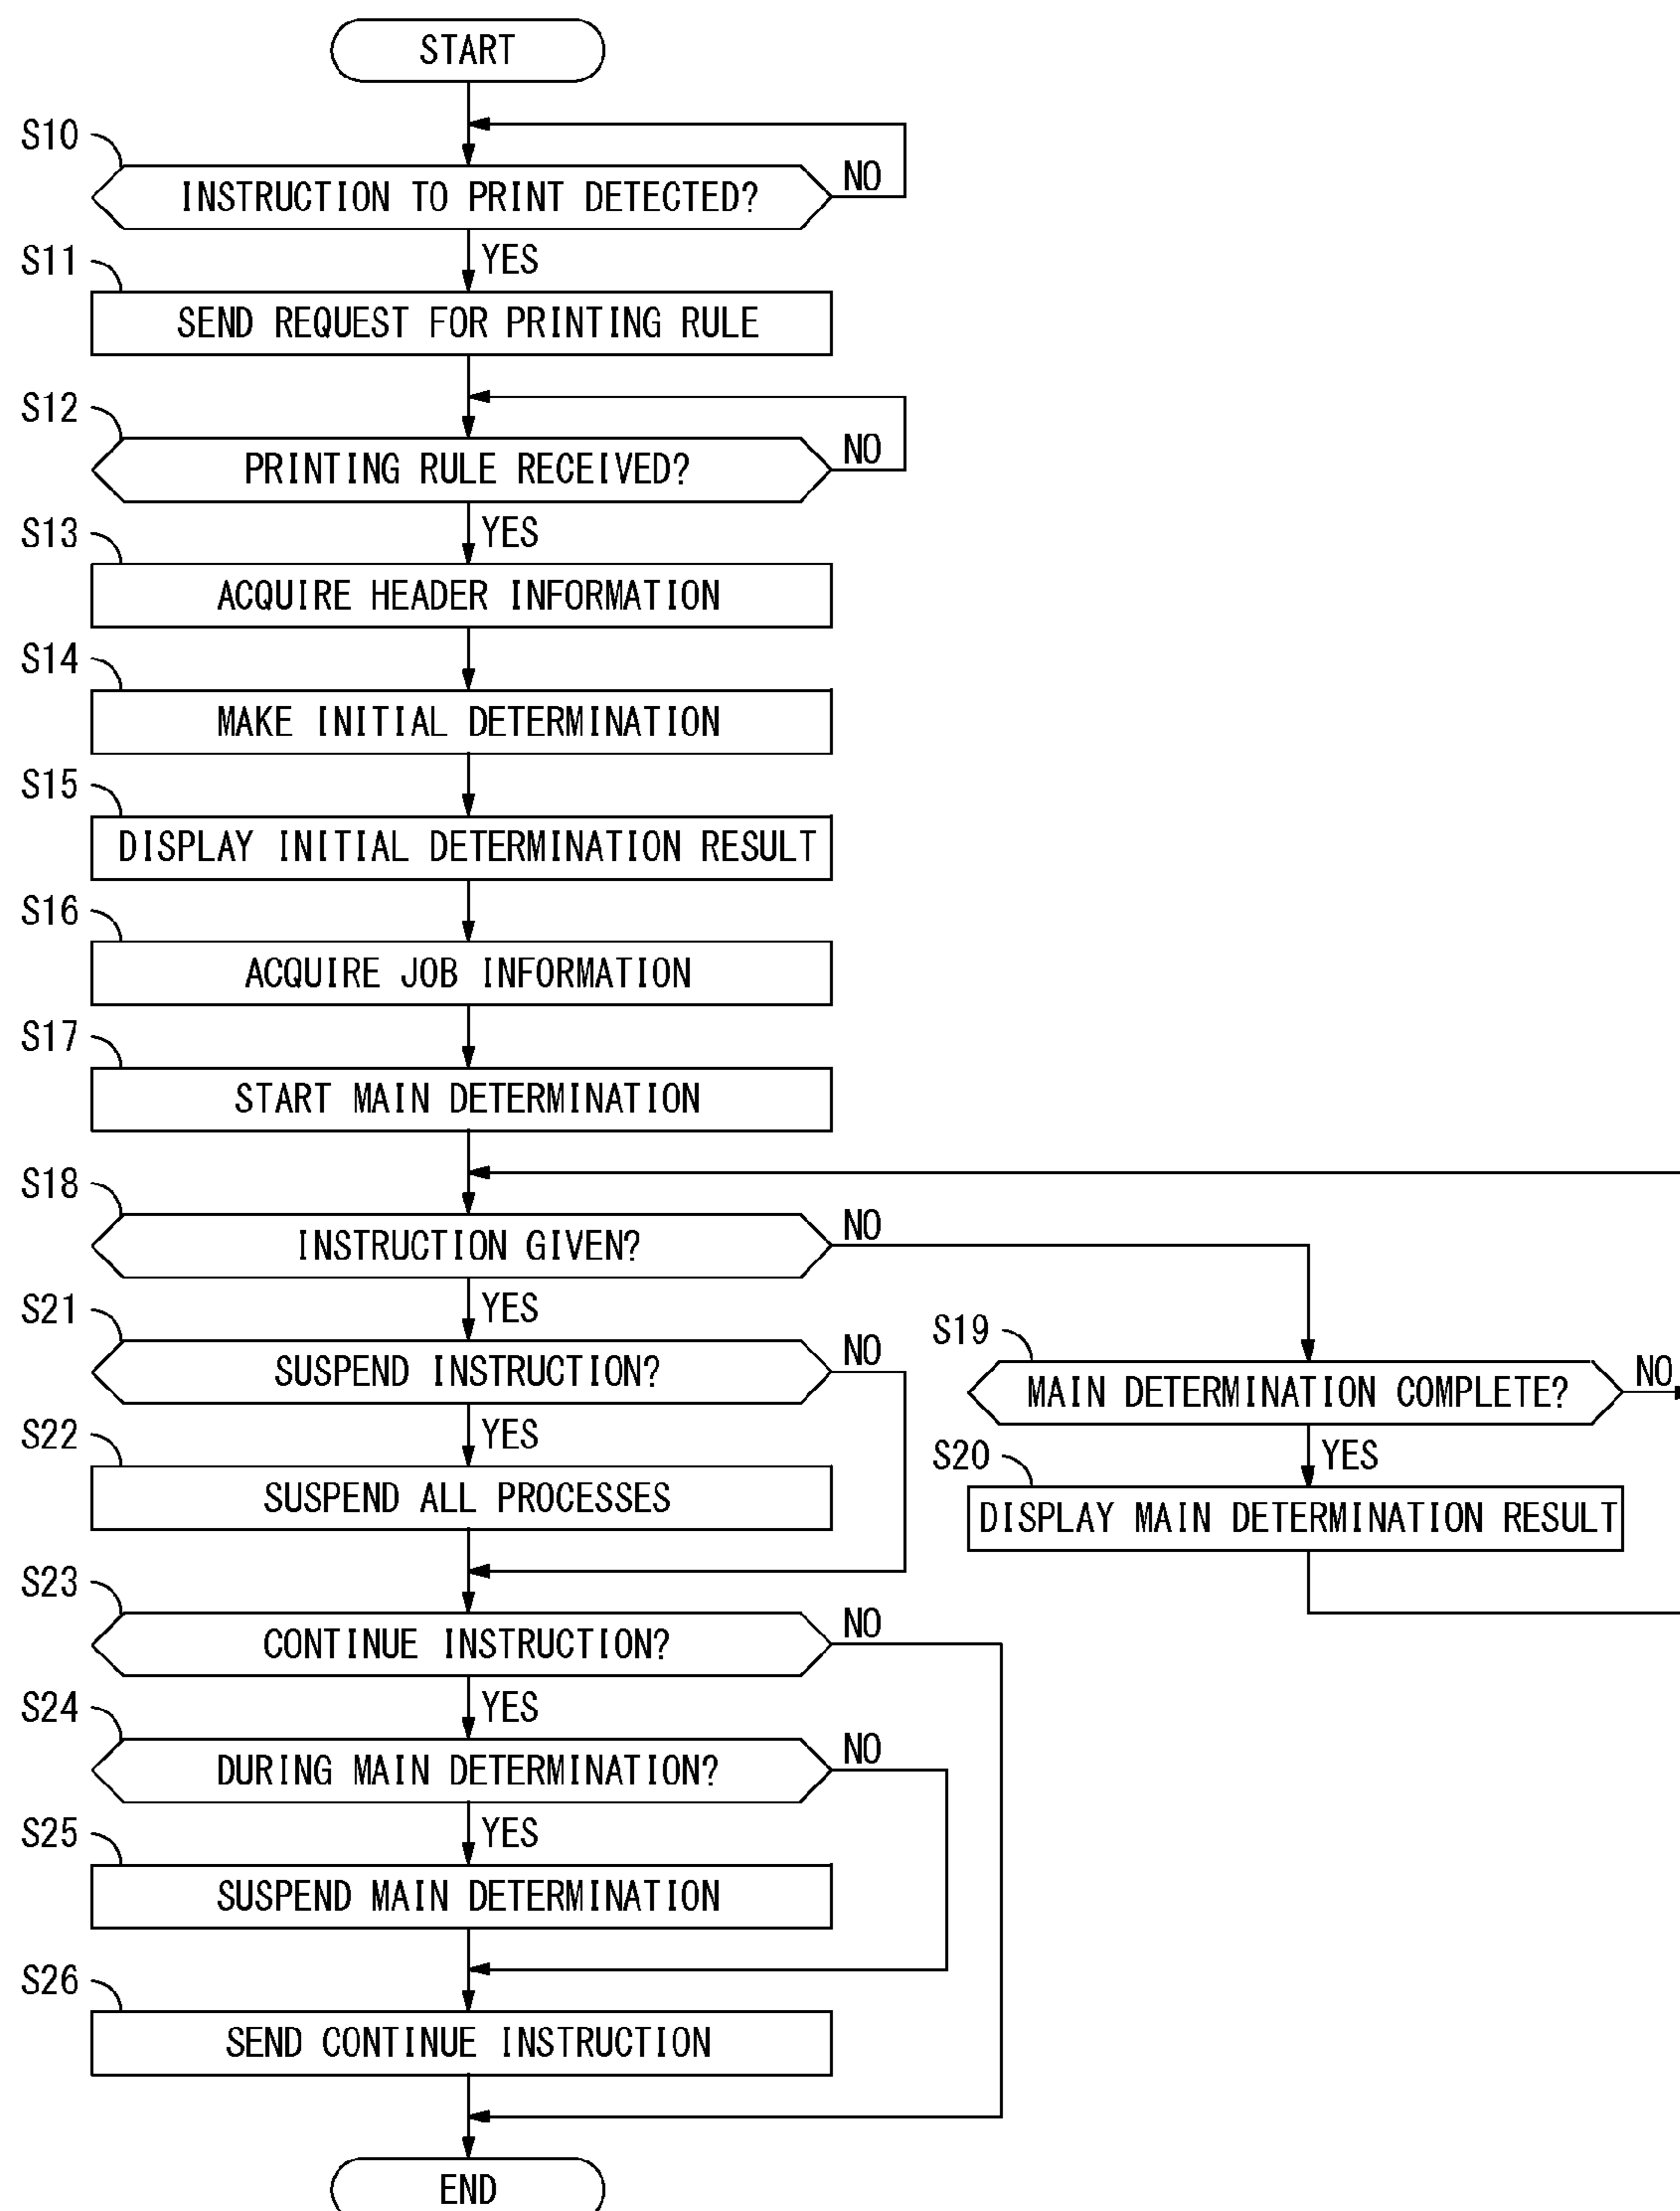 START
S10
INSTRUCTION TO PRINT DETECTED?
NO
YES
S11
SEND REQUEST FOR PRINTING RULE
S12
PRINTING RULE RECEIVED?
NO
YES
S13
ACQUIRE HEADER INFORMATION
S14
MAKE INITIAL DETERMINATION
S15
DISPLAY INITIAL DETERMINATION RESULT
S16
ACQUIRE JOB INFORMATION
S17
START MAIN DETERMINATION
S18
INSTRUCTION GIVEN?
NO
YES
S19
MAIN DETERMINATION COMPLETE?
NO
YES
S20
DISPLAY MAIN DETERMINATION RESULT
S21
SUSPEND INSTRUCTION?
NO
YES
S22
SUSPEND ALL PROCESSES
S23
CONTINUE INSTRUCTION?
NO
YES
S24
DURING MAIN DETERMINATION?
NO
YES
S25
SUSPEND MAIN DETERMINATION
S26
SEND CONTINUE INSTRUCTION
END